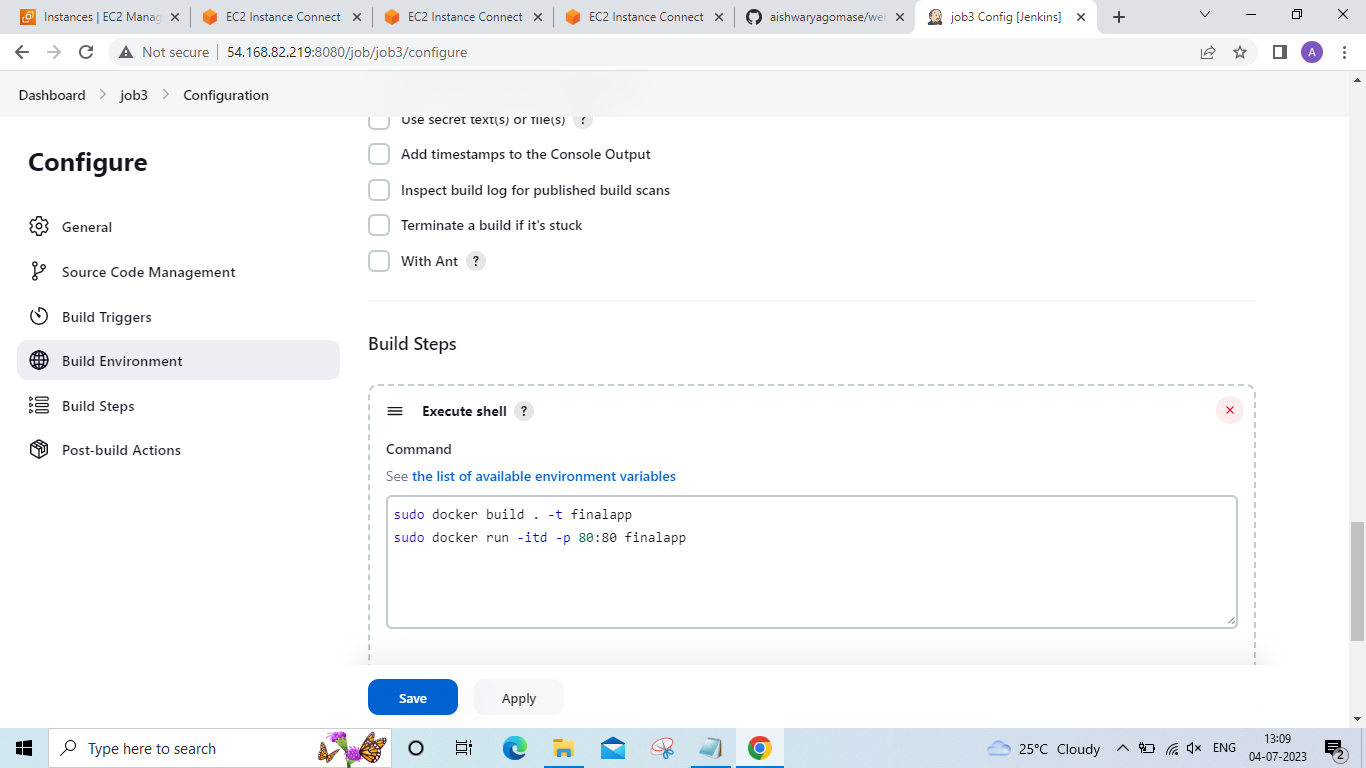 Instances | EC2 Manag
EC2 Instance Connect
EC2 Instance Connect
EC2 Instance Connect
aishwaryagomase/web
job3 Config [Jenkins]
Not secure
54.168.82.219:8080/job/job3/configure
A
Dashboard
job3
Configuration
Configure
General
Source Code Management
Build Triggers
Build Environment
Build Steps
Post-build Actions
Use secret text(s) or file(s) ?
Add timestamps to the Console Output
Inspect build log for published build scans
Terminate a build if it's stuck
With Ant ?
Build Steps
Execute shell ?
Command
See the list of available environment variables
sudo docker build . -t finalapp
sudo docker run -itd -p 80:80 finalapp
Save
Apply
Type here to search
25°C Cloudy
ENG
13:09
04-07-2023
2